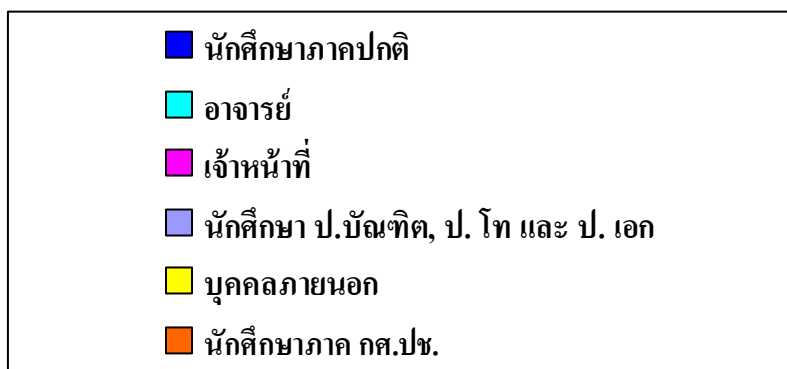 นักศึกษาภาคปกติ
อาจารย์
เจ้าหน้าที่
นักศึกษา ป.บัณฑิต, ป. โท และ ป. เอก
บุคคลภายนอก
นักศึกษาภาค กศ.ปช.